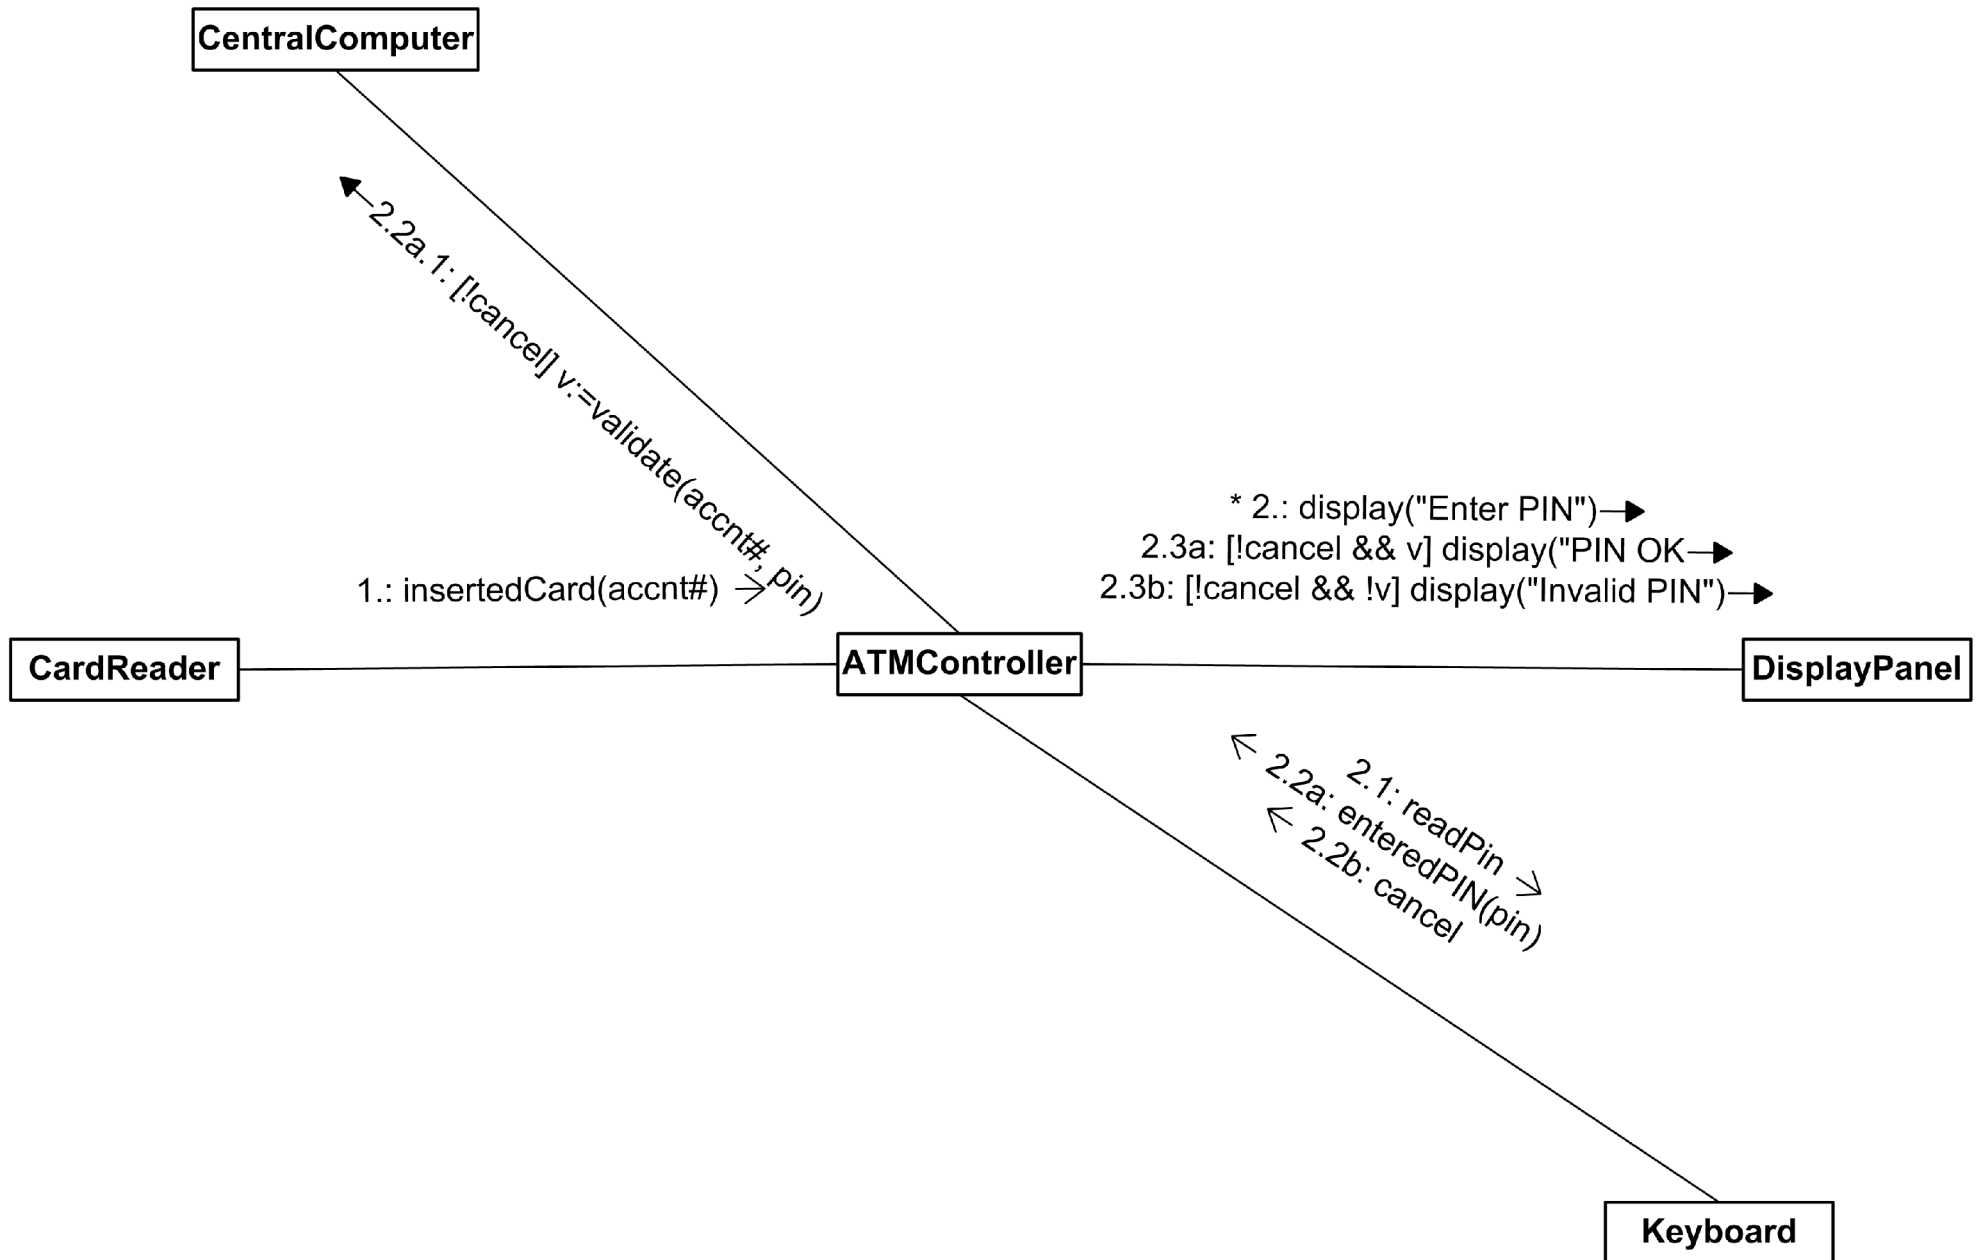 CentralComputer
2.2a.1: [!cancel] v:=validate(accnt#, pin)
* 2.: display("Enter PIN")
2.3a: [!cancel && v] display("PIN OK
2.3b: [!cancel && !v] display("Invalid PIN")
1.: insertedCard(accnt#)
CardReader
ATMController
DisplayPanel
2.1: readPin
2.2a: enteredPIN(pin)
2.2b: cancel
Keyboard